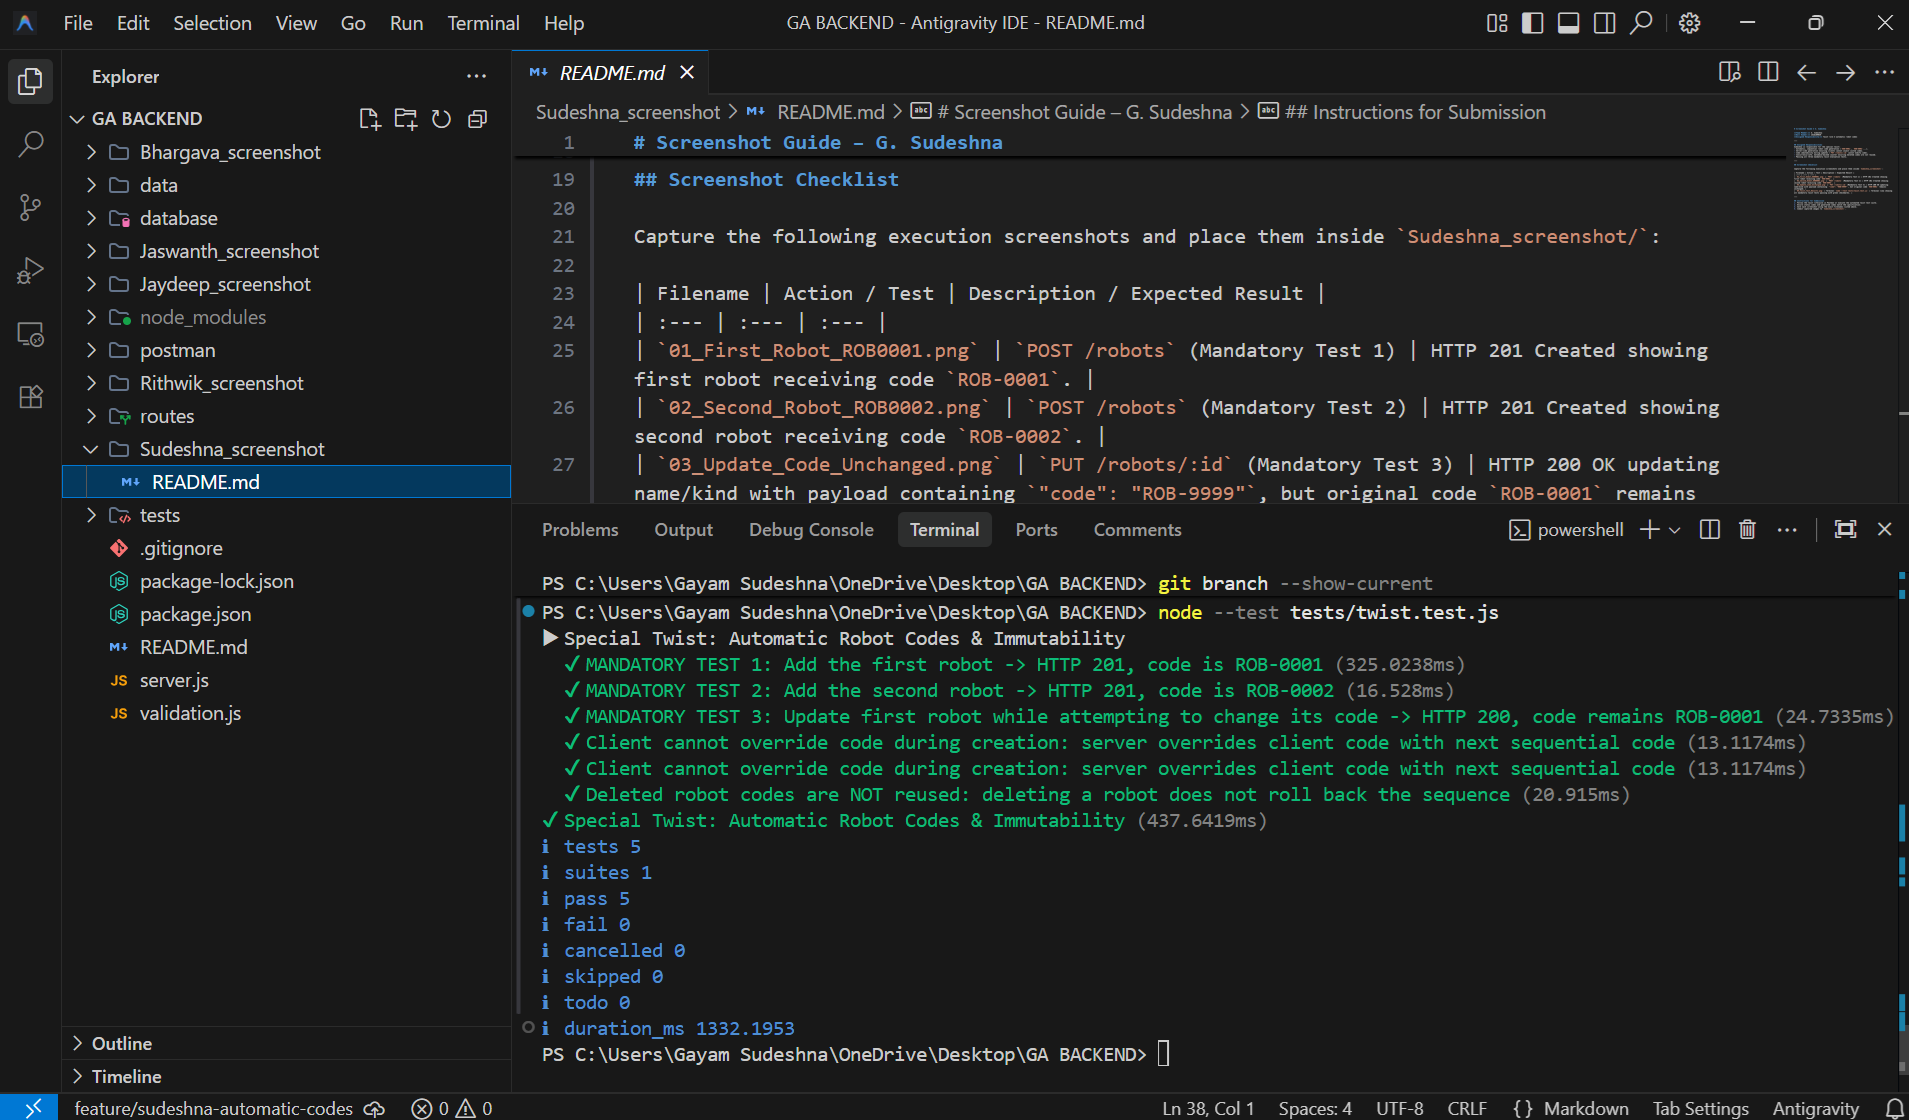 File Edit Selection View Go Run Terminal Help
GA BACKEND - Antigravity IDE - README.md
Explorer
GA BACKEND
Bhargava_screenshot
data
database
Jaswanth_screenshot
Jaydeep_screenshot
node_modules
postman
Rithwik_screenshot
routes
Sudeshna_screenshot
README.md
tests
.gitignore
package-lock.json
package.json
README.md
JS server.js
JS validation.js
Outline
Timeline
README.md
Sudeshna_screenshot > README.md > # Screenshot Guide – G. Sudeshna > ## Instructions for Submission
1 # Screenshot Guide – G. Sudeshna
19 ## Screenshot Checklist
20
21 Capture the following execution screenshots and place them inside `Sudeshna_screenshot/`:
22
23 | Filename | Action / Test | Description / Expected Result |
24 | :--- | :--- | :--- |
25 | `01_First_Robot_ROB0001.png` | `POST /robots` (Mandatory Test 1) | HTTP 201 Created showing
first robot receiving code `ROB-0001`. |
26 | `02_Second_Robot_ROB0002.png` | `POST /robots` (Mandatory Test 2) | HTTP 201 Created showing
second robot receiving code `ROB-0002`. |
27 | `03_Update_Code_Unchanged.png` | `PUT /robots/:id` (Mandatory Test 3) | HTTP 200 OK updating
name/kind with payload containing `"code": "ROB-9999"`, but original code `ROB-0001` remains
Problems Output Debug Console Terminal Ports Comments
powershell
PS C:\Users\Gayam Sudeshna\OneDrive\Desktop\GA BACKEND> git branch --show-current
PS C:\Users\Gayam Sudeshna\OneDrive\Desktop\GA BACKEND> node --test tests/twist.test.js
▶ Special Twist: Automatic Robot Codes & Immutability
✓ MANDATORY TEST 1: Add the first robot -> HTTP 201, code is ROB-0001 (325.0238ms)
✓ MANDATORY TEST 2: Add the second robot -> HTTP 201, code is ROB-0002 (16.528ms)
✓ MANDATORY TEST 3: Update first robot while attempting to change its code -> HTTP 200, code remains ROB-0001 (24.7335ms)
✓ Client cannot override code during creation: server overrides client code with next sequential code (13.1174ms)
✓ Client cannot override code during creation: server overrides client code with next sequential code (13.1174ms)
✓ Deleted robot codes are NOT reused: deleting a robot does not roll back the sequence (20.915ms)
✓ Special Twist: Automatic Robot Codes & Immutability (437.6419ms)
ℹ tests 5
ℹ suites 1
ℹ pass 5
ℹ fail 0
ℹ cancelled 0
ℹ skipped 0
ℹ todo 0
ℹ duration_ms 1332.1953
PS C:\Users\Gayam Sudeshna\OneDrive\Desktop\GA BACKEND>
feature/sudeshna-automatic-codes 0 0 Ln 38, Col 1 Spaces: 4 UTF-8 CRLF {} Markdown Tab Settings Antigravity